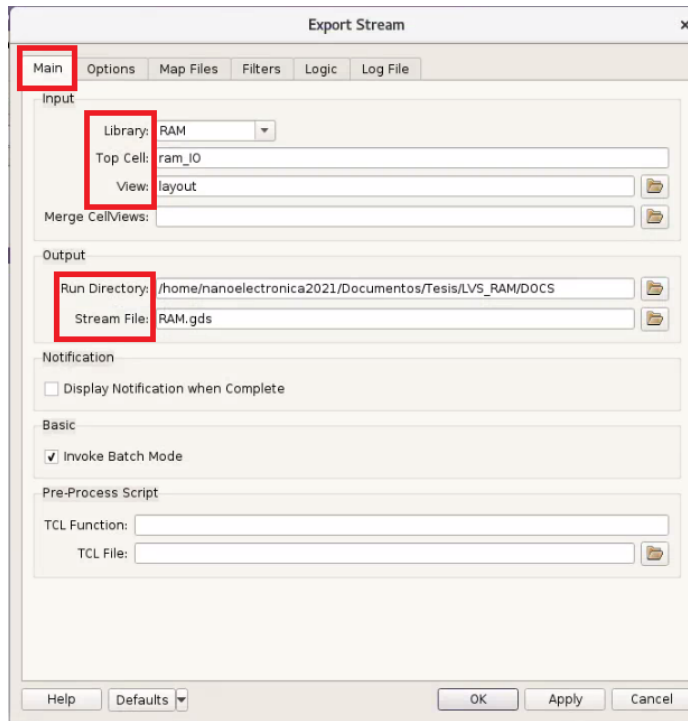 Export Stream
Main Options Map Files Filters Logic Log File
Input
Library: RAM
Top Cell: ram_IO
View: layout
Merge CellViews:
Output
Run Directory: /home/nanoelectronica2021/Documentos/Tesis/LVS_RAM/DOCS
Stream File: RAM.gds
Notification
Display Notification when Complete
Basic
Invoke Batch Mode
Pre-Process Script
TCL Function:
TCL File:
Help Defaults OK Apply Cancel